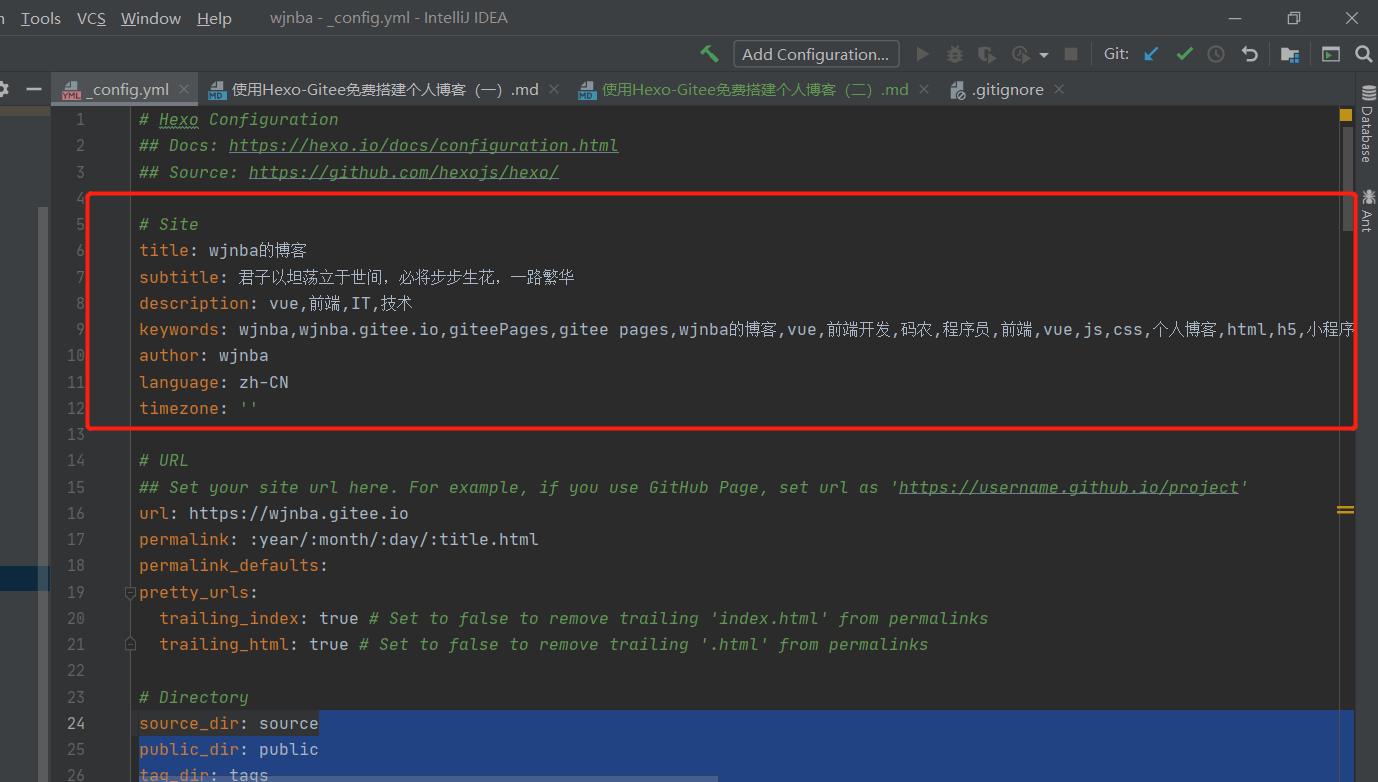 Tools VCS Window Help wjnba - _config.yml - IntelliJ IDEA
Add Configuration... Git:
_config.yml 使用Hexo-Gitee免费搭建个人博客（一）.md 使用Hexo-Gitee免费搭建个人博客（二）.md .gitignore
1 # Hexo Configuration
2 ## Docs: https://hexo.io/docs/configuration.html
3 ## Source: https://github.com/hexojs/hexo/
4
5 # Site
6 title: wjnba的博客
7 subtitle: 君子以坦荡立于世间，必将步步生花，一路繁华
8 description: vue,前端,IT,技术
9 keywords: wjnba,wjnba.gitee.io,giteePages,gitee pages,wjnba的博客,vue,前端开发,码农,程序员,前端,vue,js,css,个人博客,html,h5,小程序
10 author: wjnba
11 language: zh-CN
12 timezone: ''
13
14 # URL
15 ## Set your site url here. For example, if you use GitHub Page, set url as 'https://username.github.io/project'
16 url: https://wjnba.gitee.io
17 permalink: :year/:month/:day/:title.html
18 permalink_defaults:
19 pretty_urls:
20 trailing_index: true # Set to false to remove trailing 'index.html' from permalinks
21 trailing_html: true # Set to false to remove trailing '.html' from permalinks
22
23 # Directory
24 source_dir: source
25 public_dir: public
26 tag_dir: tags
Database
Ant